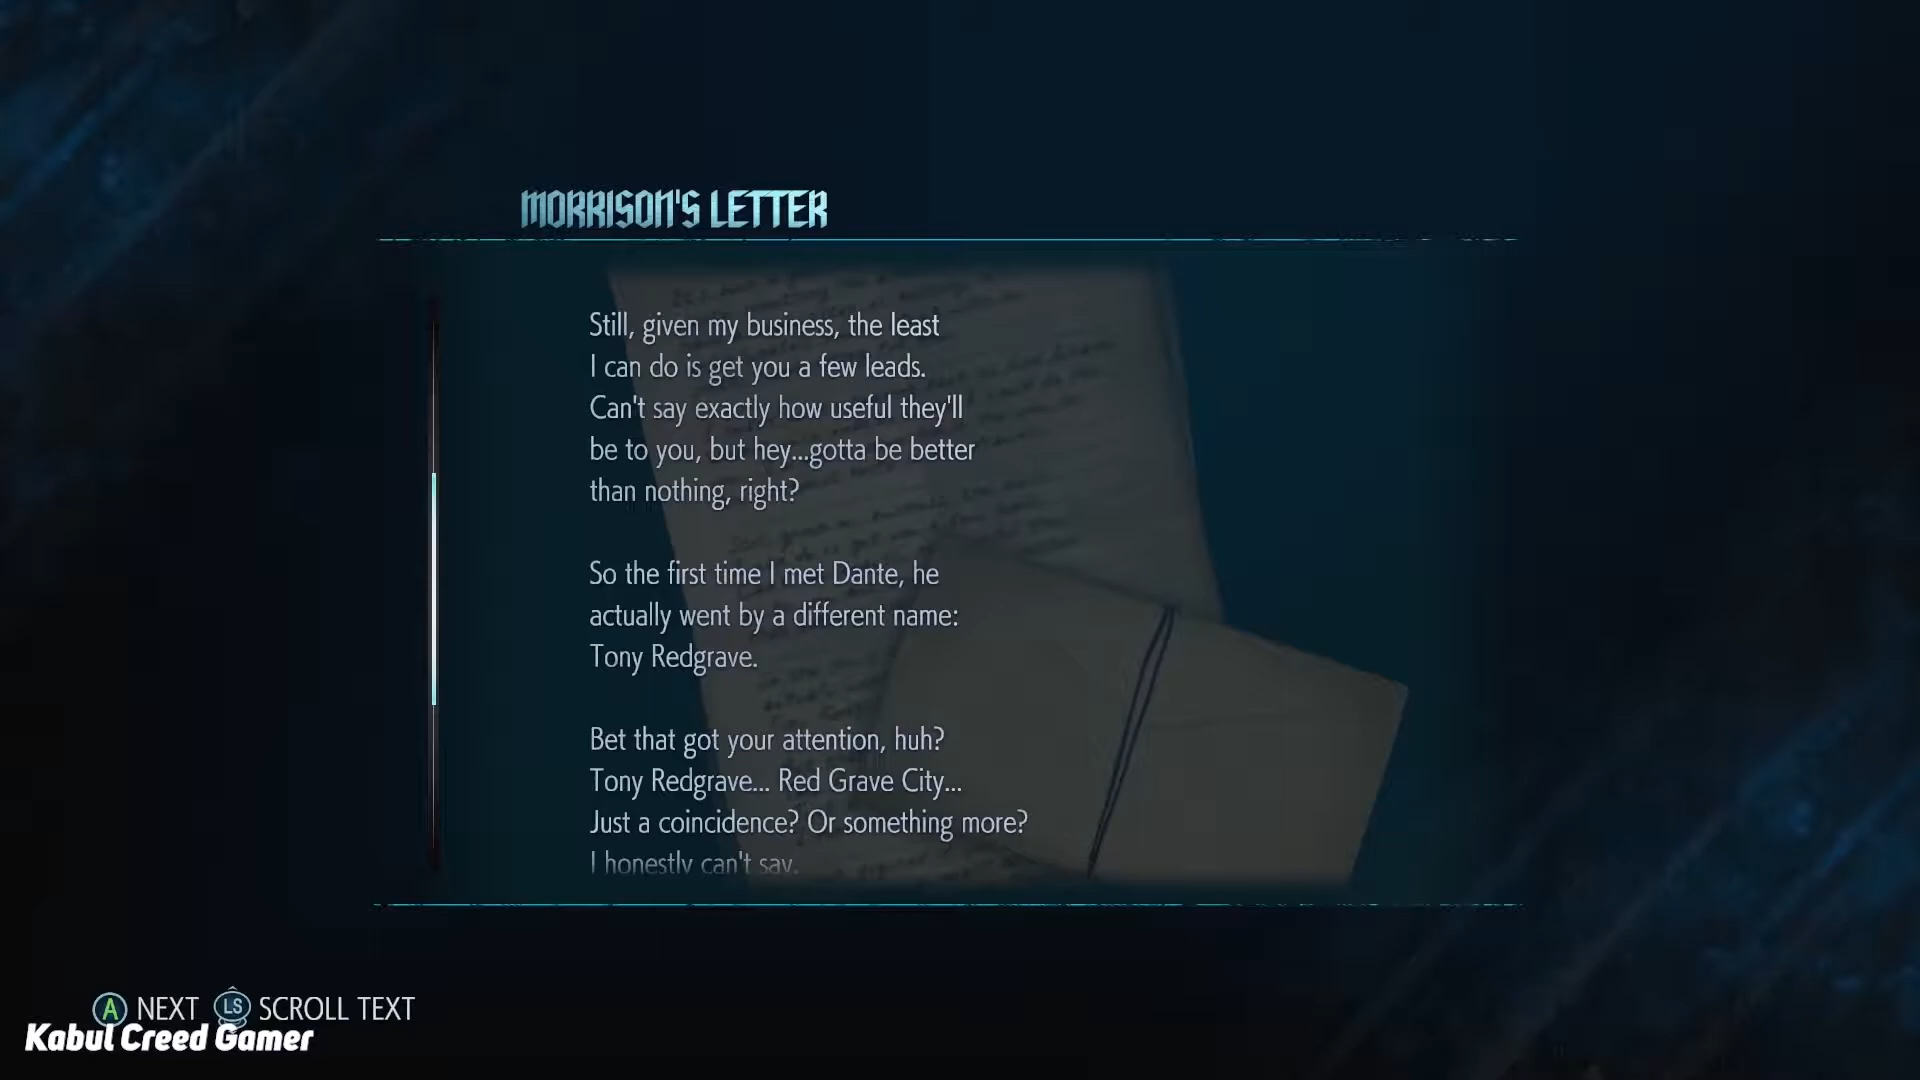 MORRISON'S LETTER
Still, given my business, the least
I can do is get you a few leads.
Can't say exactly how useful they'll
be to you, but hey...gotta be better
than nothing, right?
So the first time I met Dante, he
actually went by a different name:
Tony Redgrave.
Bet that got your attention, huh?
Tony Redgrave... Red Grave City...
Just a coincidence? Or something more?
I honestly can't say.
A NEXT LS SCROLL TEXT
Kabul Creed Gamer